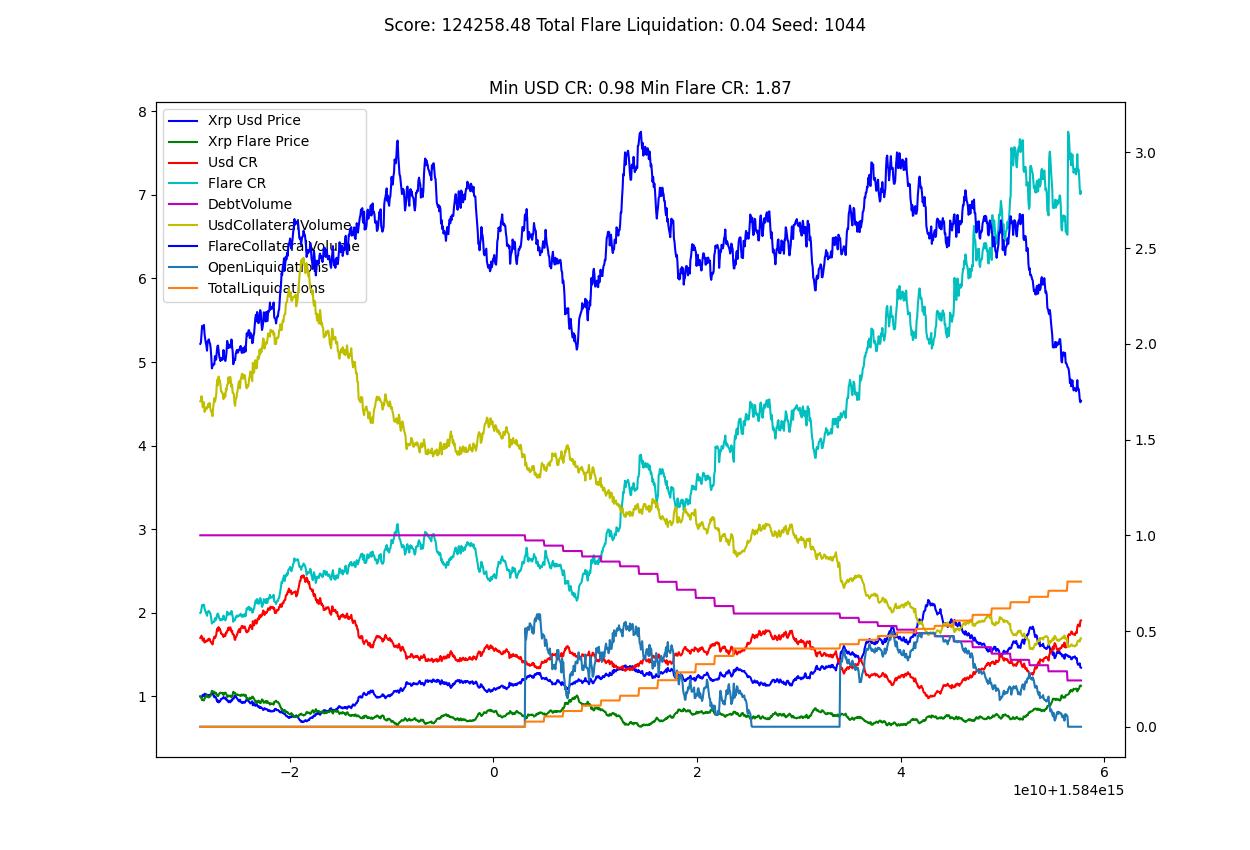 Score: 124258.48 Total Flare Liquidation: 0.04 Seed: 1044
Min USD CR: 0.98 Min Flare CR: 1.87
Xrp Usd Price
Xrp Flare Price
Usd CR
Flare CR
DebtVolume
UsdCollateralVolume
FlareCollateralVolume
OpenLiquidations
TotalLiquidations
8
7
6
5
4
3
2
1
3.0
2.5
2.0
1.5
1.0
0.5
0.0
−2
0
2
4
6
1e10+1.584e15